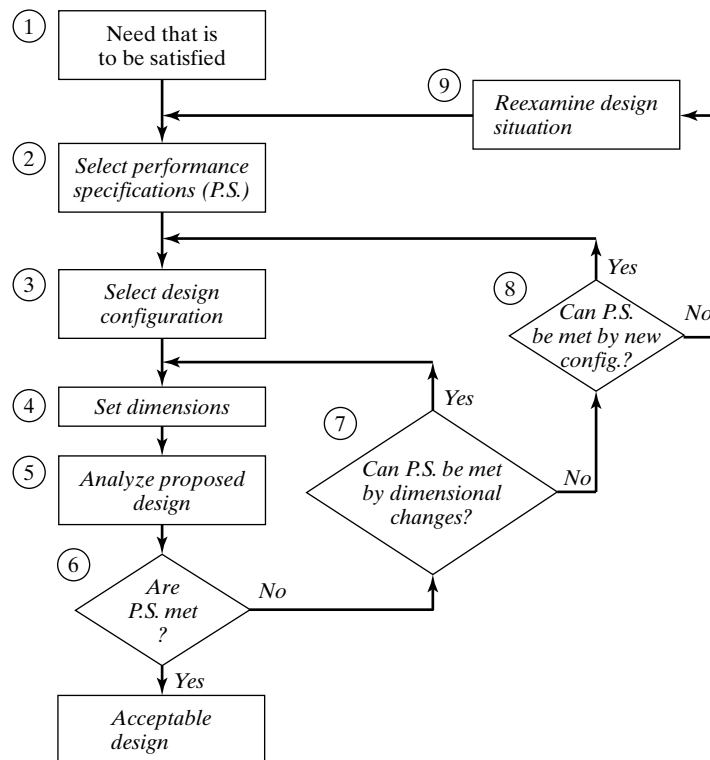 1
Need that is
to be satisfied
9
Reexamine design
situation
2
Select performance
specifications (P.S.)
3
Select design
configuration
8
Yes
Can P.S.
be met by new
config.?
No
4
Set dimensions
7
Yes
Can P.S. be met
by dimensional
changes?
No
5
Analyze proposed
design
6
Are
P.S. met
?
No
Yes
Acceptable
design